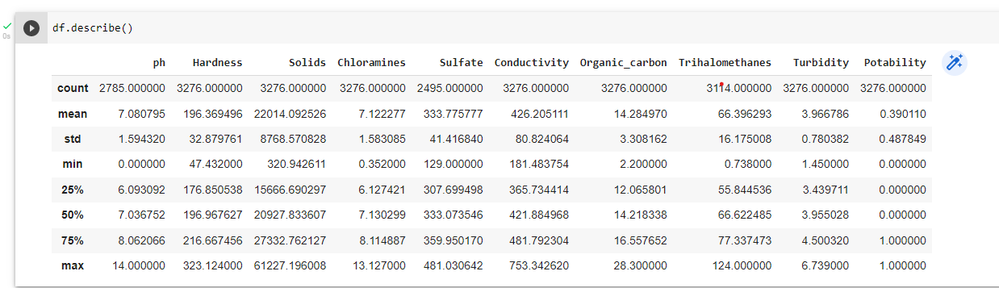 df.describe()
0s
ph Hardness Solids Chloramines Sulfate Conductivity Organic_carbon Trihalomethanes Turbidity Potability
count 2785.000000 3276.000000 3276.000000 3276.000000 2495.000000 3276.000000 3276.000000 3114.000000 3276.000000 3276.000000
mean 7.080795 196.369496 22014.092526 7.122277 333.775777 426.205111 14.284970 66.396293 3.966786 0.390110
std 1.594320 32.879761 8768.570828 1.583085 41.416840 80.824064 3.308162 16.175008 0.780382 0.487849
min 0.000000 47.432000 320.942611 0.352000 129.000000 181.483754 2.200000 0.738000 1.450000 0.000000
25% 6.093092 176.850538 15666.690297 6.127421 307.699498 365.734414 12.065801 55.844536 3.439711 0.000000
50% 7.036752 196.967627 20927.833607 7.130299 333.073546 421.884968 14.218338 66.622485 3.955028 0.000000
75% 8.062066 216.667456 27332.762127 8.114887 359.950170 481.792304 16.557652 77.337473 4.500320 1.000000
max 14.000000 323.124000 61227.196008 13.127000 481.030642 753.342620 28.300000 124.000000 6.739000 1.000000